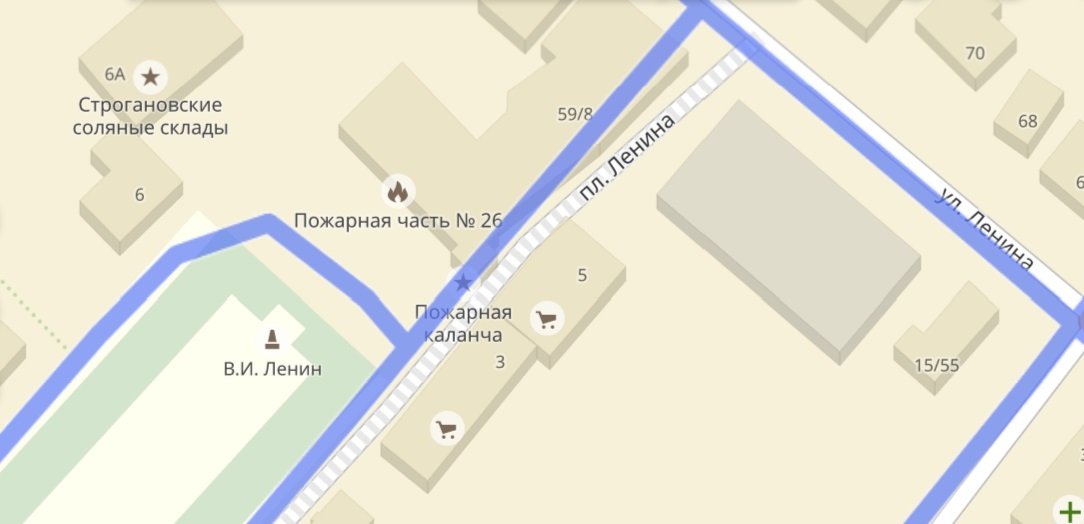 70
6А
Строгановские
соляные склады
59/8
68
пл. Ленина
6
ул. Ленина
Пожарная часть № 26
5
Пожарная
каланча
В.И. Ленин
3
15/55